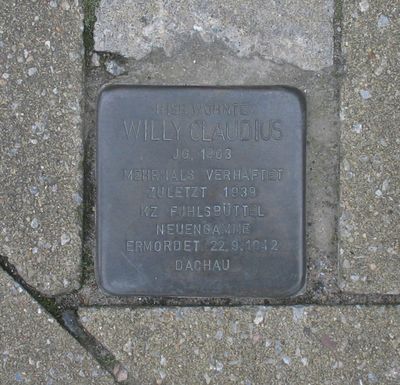 HIER WOHNTE
WILLY CLAUDIUS
JG. 1903
MEHRMALS VERHAFTET
ZULETZT 1939
KZ FUHLSBÜTTEL
NEUENGAMME
ERMORDET 22.9.1942
DACHAU